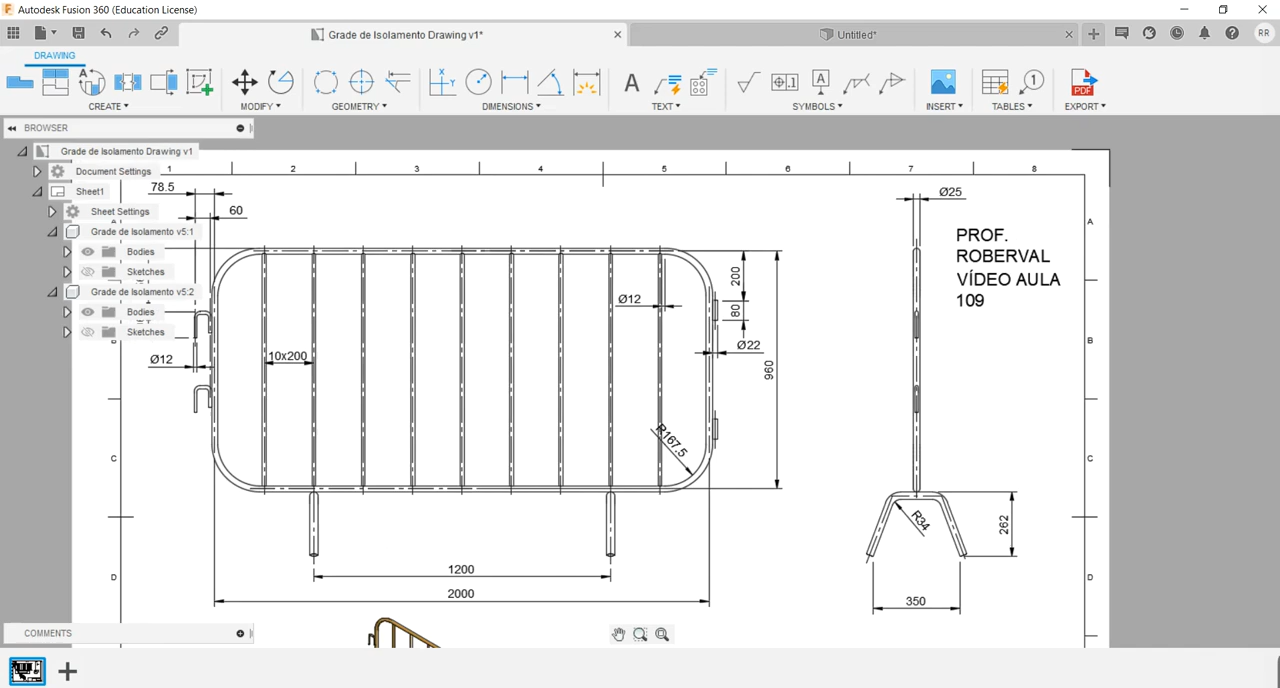 Autodesk Fusion 360 (Education License)
Grade de Isolamento Drawing v1*
Untitled*
RR
DRAWING
CREATE
MODIFY
GEOMETRY
DIMENSIONS
TEXT
SYMBOLS
INSERT
TABLES
EXPORT
BROWSER
Grade de Isolamento Drawing v1
Document Settings
Sheet1
Sheet Settings
Grade de Isolamento v5:1
Bodies
Sketches
Grade de Isolamento v5:2
Bodies
Sketches
1 2 3 4 5 6 7 8
78.5
60
Ø25
PROF.
ROBERVAL
VÍDEO AULA
109
200
Ø12
80
Ø22
Ø12
10x200
960
R167.5
R34
262
1200
2000
350
A
B
C
D
A
B
C
D
COMMENTS